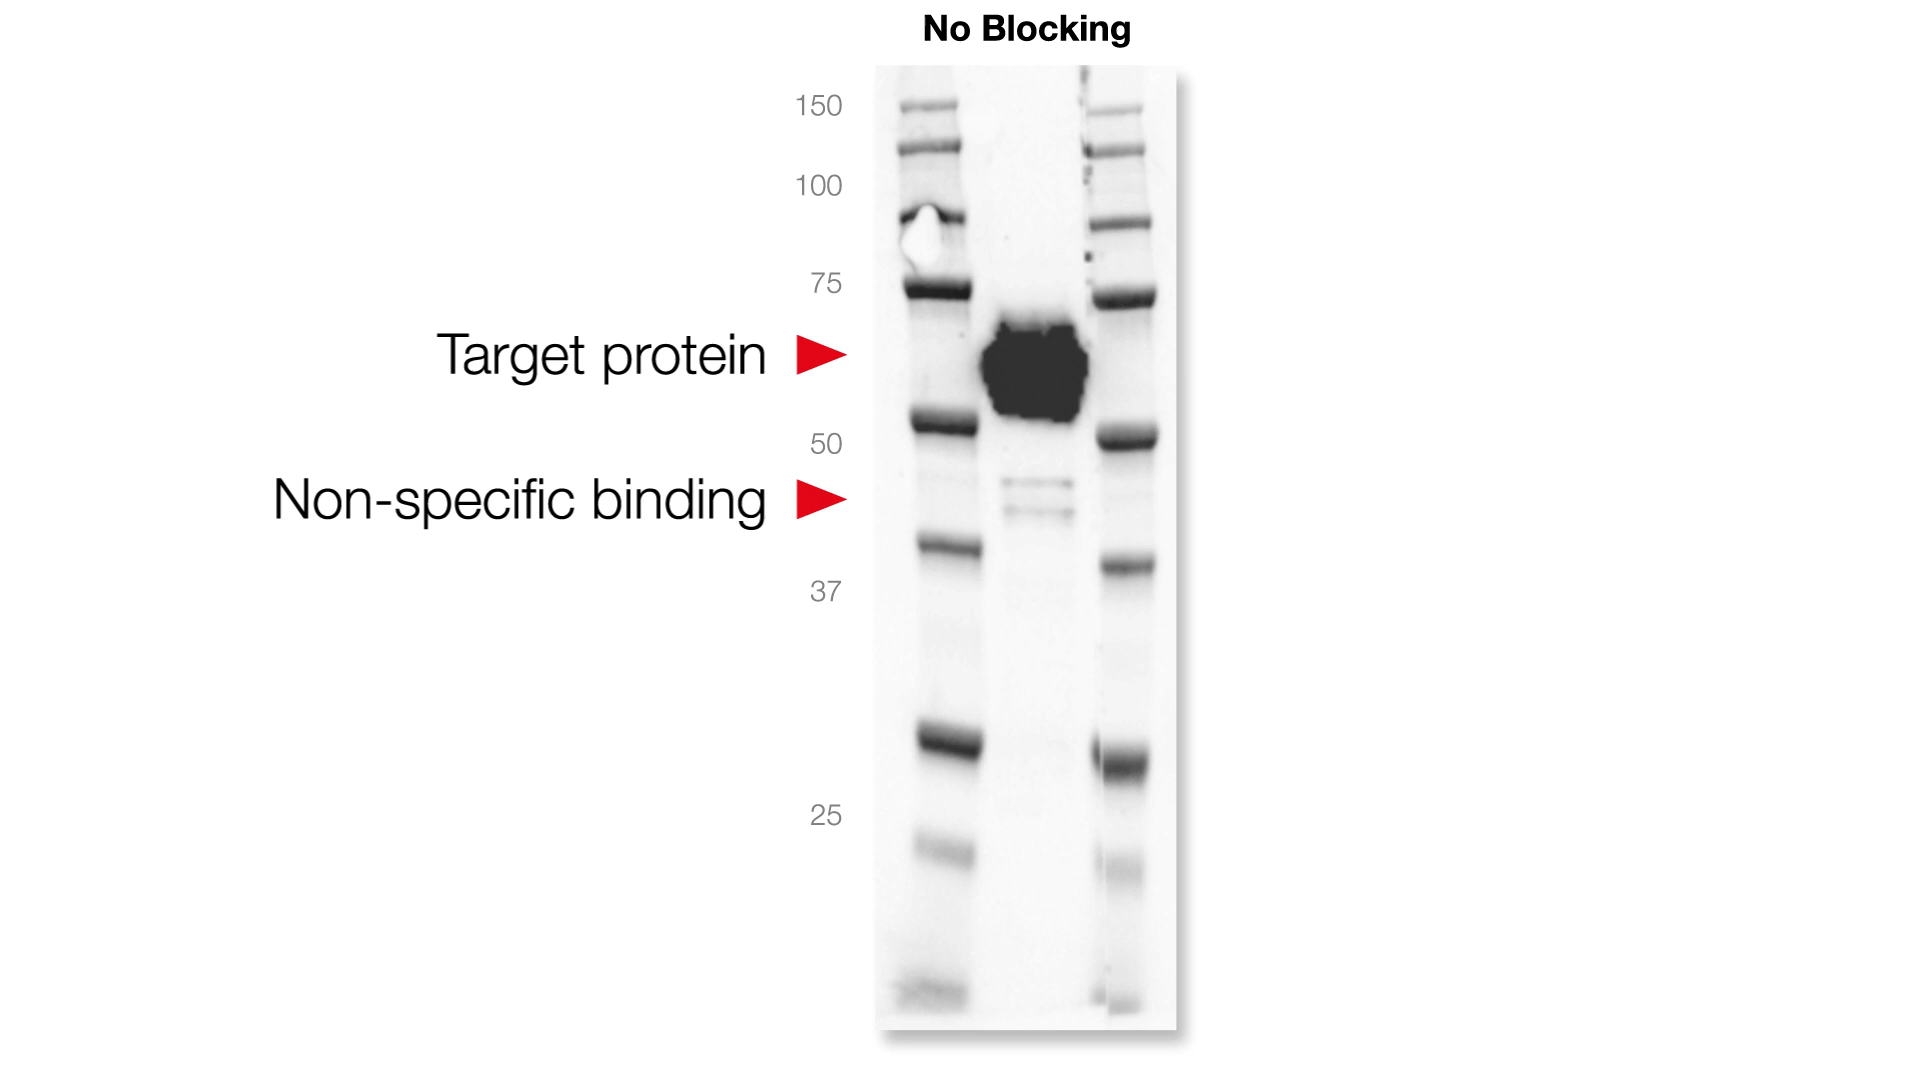 No Blocking
150
100
75
Target protein
50
Non-specific binding
37
25